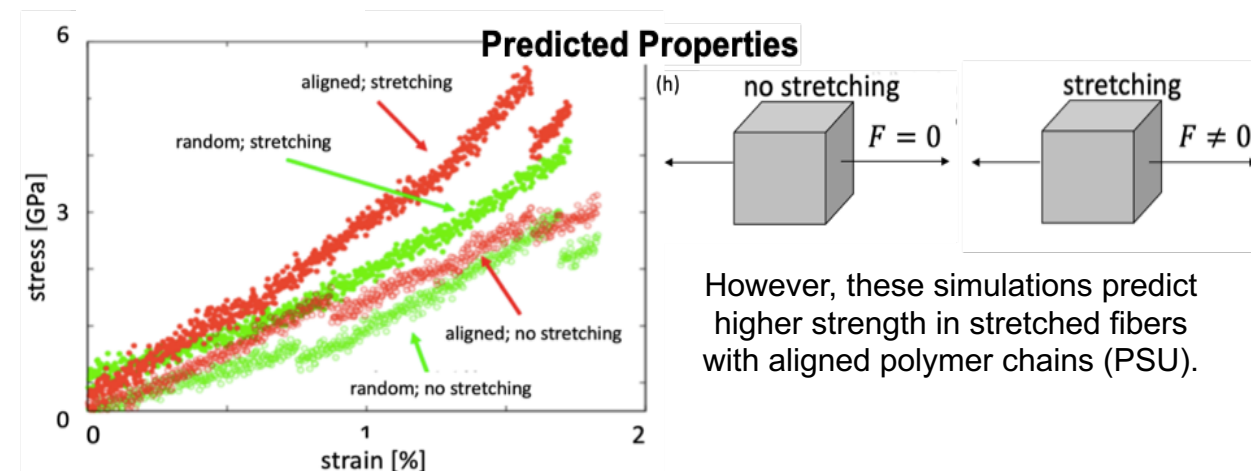 Predicted Properties
6
3
0
0
1
2
stress [GPa]
strain [%]
aligned; stretching
random; stretching
aligned; no stretching
random; no stretching
(h)
no stretching
F = 0
stretching
F ≠ 0
However, these simulations predict
higher strength in stretched fibers
with aligned polymer chains (PSU).